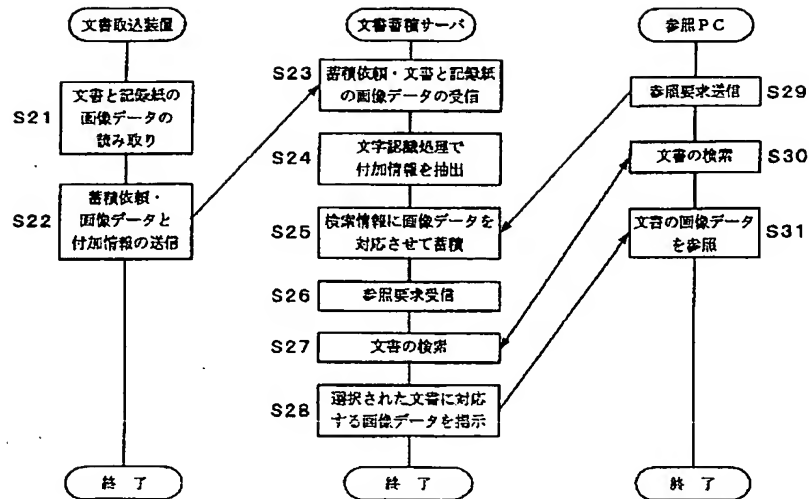 文書取込装置
S21
文書と記録紙の
画像データの
読み取り
S22
蓄積依頼・
画像データと
付加情報の送信
終 了
文書蓄積サーバ
S23
蓄積依頼・文書と記録紙
の画像データの受信
S24
文字認識処理で
付加情報を抽出
S25
検索情報に画像データを
対応させて蓄積
S26
参照要求受信
S27
文書の検索
S28
選択された文書に対応
する画像データを掲示
終 了
参照PC
参照要求送信
S29
文書の検索
S30
文書の画像データ
を参照
S31
終 了